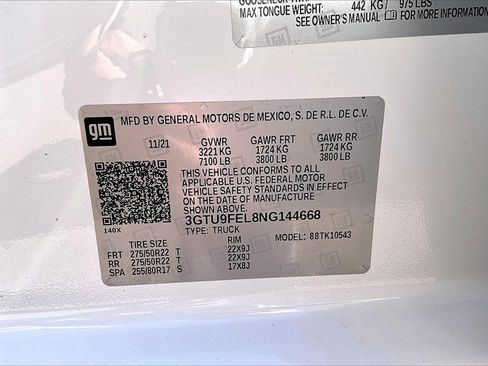 MAX TONGUE WEIGHT: 442 KG 975 LBS
SEE OWNER'S MANUAL FOR MORE INFORMATION
gm
MFD BY GENERAL MOTORS DE MEXICO, S. DE R.L. DE C.V.
11/21 GVWR GAWR FRT GAWR RR
3221 KG 1724 KG 1724 KG
7100 LB 3800 LB 3800 LB
THIS VEHICLE CONFORMS TO ALL
APPLICABLE U.S. FEDERAL MOTOR
VEHICLE SAFETY STANDARDS IN EFFECT
ON THE DATE OF MANUFACTURE
SHOWN ABOVE.
3GTU9FEL8NG144668
140X TYPE: TRUCK MODEL: 88TK10543
TIRE SIZE RIM
FRT 275/50R22 T 22X9J
RR 275/50R22 T 22X9J
SPA 255/80R17 S 17X8J